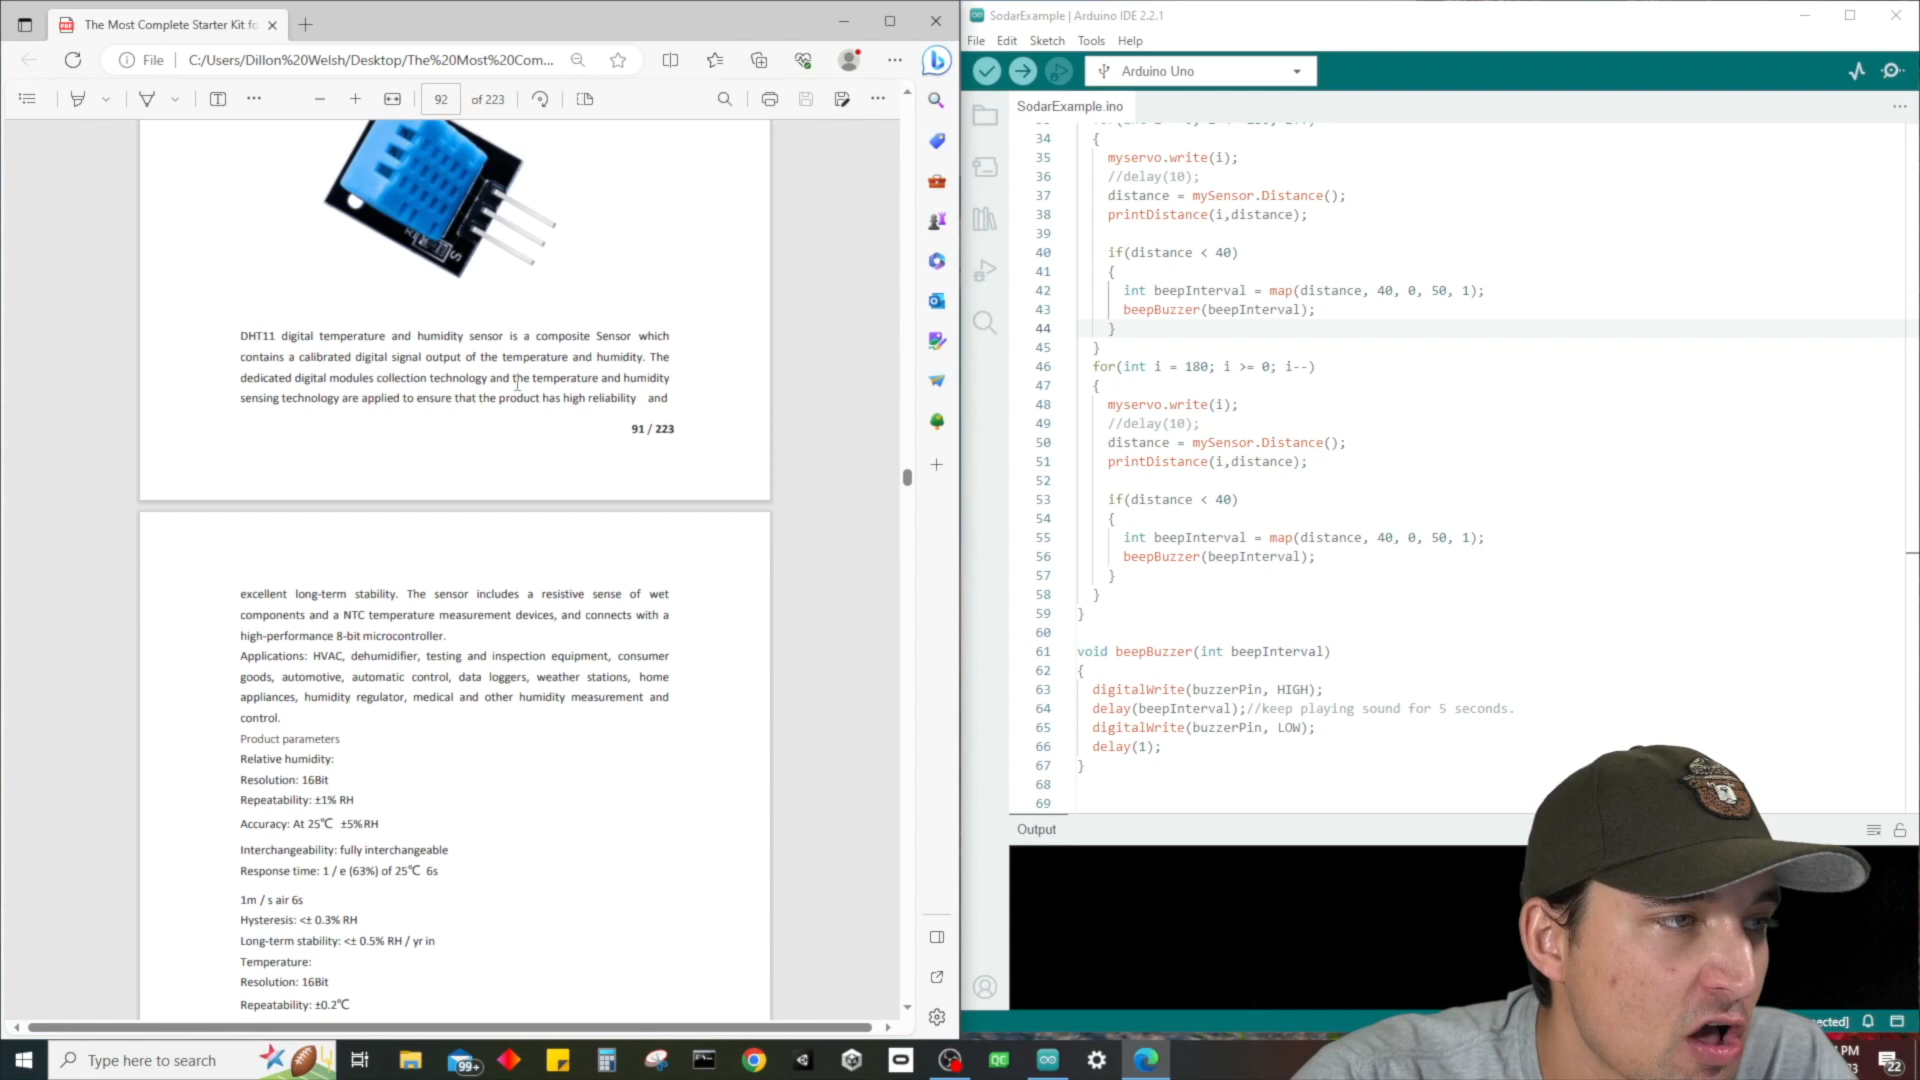 The Most Complete Starter Kit fo
File
C:/Users/Dillon%20Welsh/Desktop/The%20Most%20Com...
92 of 223
DHT11 digital temperature and humidity sensor is a composite Sensor which
contains a calibrated digital signal output of the temperature and humidity. The
dedicated digital modules collection technology and the temperature and humidity
sensing technology are applied to ensure that the product has high reliability and
91 / 223
excellent long-term stability. The sensor includes a resistive sense of wet
components and a NTC temperature measurement devices, and connects with a
high-performance 8-bit microcontroller.
Applications: HVAC, dehumidifier, testing and inspection equipment, consumer
goods, automotive, automatic control, data loggers, weather stations, home
appliances, humidity regulator, medical and other humidity measurement and
control.
Product parameters
Relative humidity:
Resolution: 16Bit
Repeatability: ±1% RH
Accuracy: At 25℃ ±5% RH
Interchangeability: fully interchangeable
Response time: 1 / e (63%) of 25℃ 6s
1m / s air 6s
Hysteresis: <± 0.3% RH
Long-term stability: <± 0.5% RH / yr in
Temperature:
Resolution: 16Bit
Repeatability: ±0.2℃
SodarExample | Arduino IDE 2.2.1
File Edit Sketch Tools Help
Arduino Uno
SodarExample.ino
34 {
35 myservo.write(i);
36 //delay(10);
37 distance = mySensor.Distance();
38 printDistance(i,distance);
39
40 if(distance < 40)
41 {
42 int beepInterval = map(distance, 40, 0, 50, 1);
43 beepBuzzer(beepInterval);
44 }
45 }
46 for(int i = 180; i >= 0; i--)
47 {
48 myservo.write(i);
49 //delay(10);
50 distance = mySensor.Distance();
51 printDistance(i,distance);
52
53 if(distance < 40)
54 {
55 int beepInterval = map(distance, 40, 0, 50, 1);
56 beepBuzzer(beepInterval);
57 }
58 }
59 }
60
61 void beepBuzzer(int beepInterval)
62 {
63 digitalWrite(buzzerPin, HIGH);
64 delay(beepInterval);//keep playing sound for 5 seconds.
65 digitalWrite(buzzerPin, LOW);
66 delay(1);
67 }
68
69
Output
ected]
Type here to search
99+
QC
PM
22